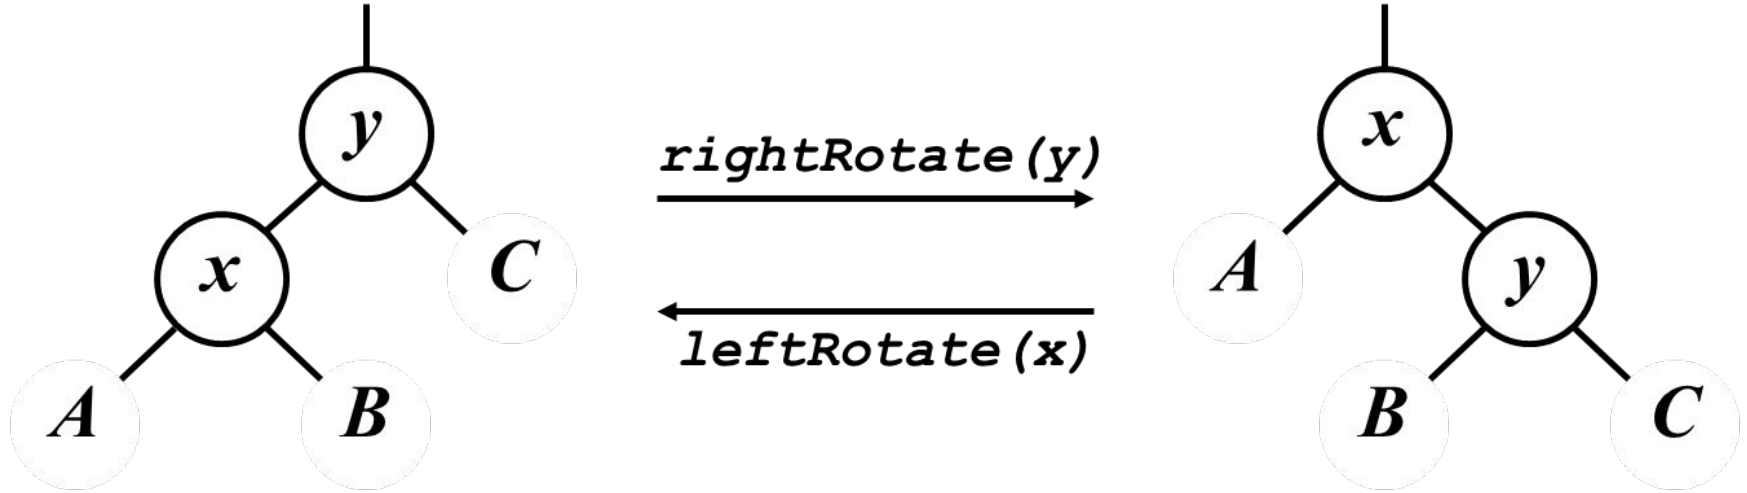 y
x
C
A
B
rightRotate(y)
leftRotate(x)
x
A
y
B
C